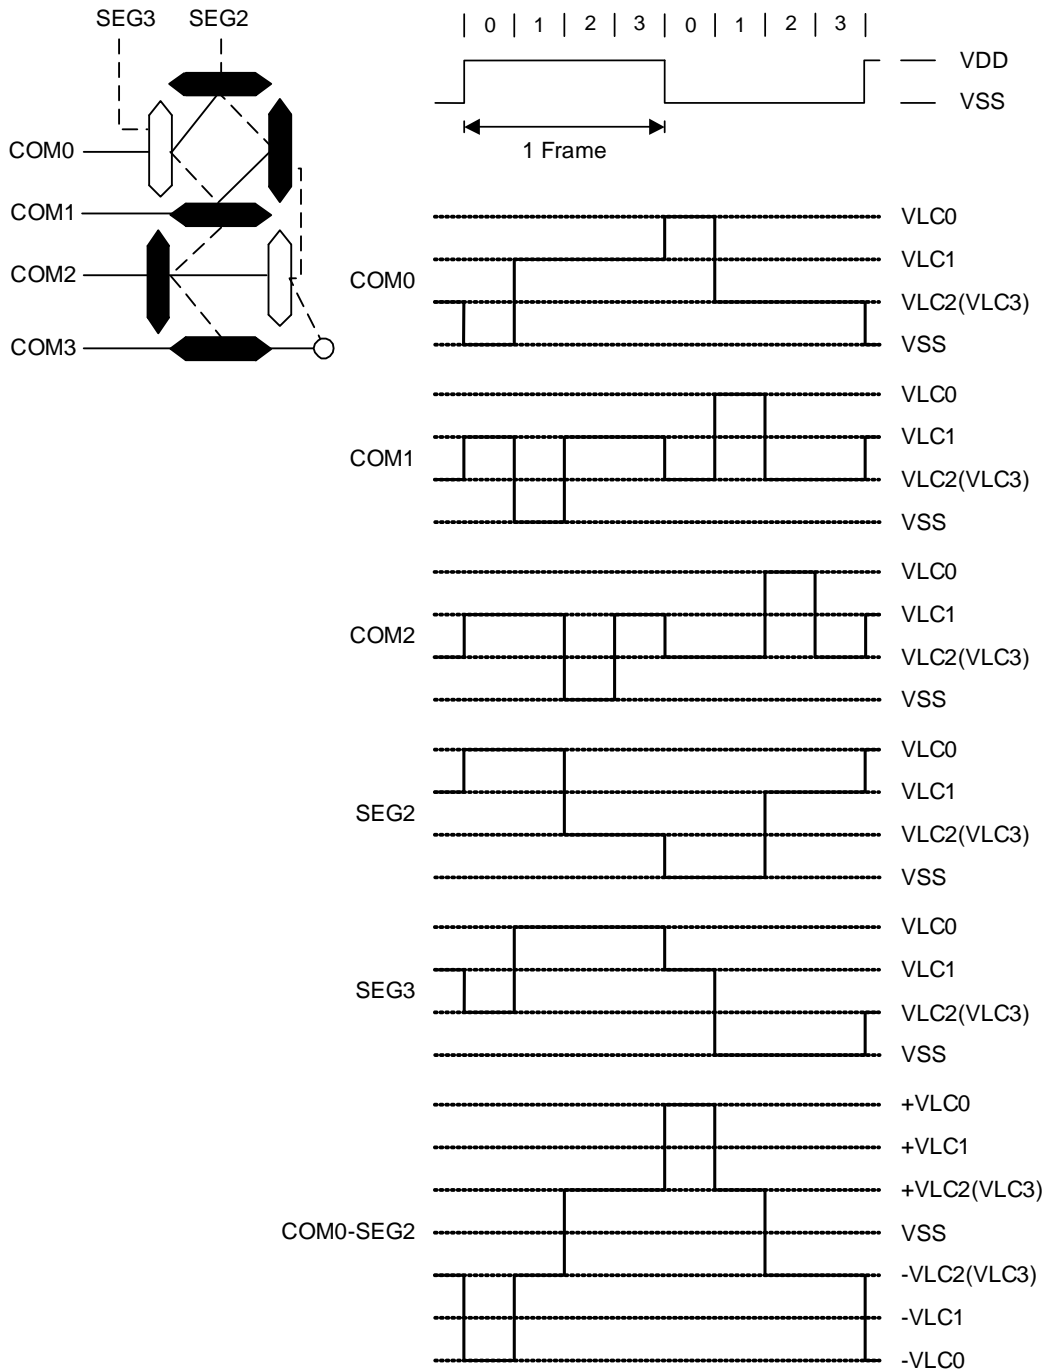 SEG3 SEG2
0 1 2 3 0 1 2 3
VDD
VSS
1 Frame
COM0
COM1
COM2
COM3
COM0
VLC0
VLC1
VLC2(VLC3)
VSS
COM1
VLC0
VLC1
VLC2(VLC3)
VSS
COM2
VLC0
VLC1
VLC2(VLC3)
VSS
SEG2
VLC0
VLC1
VLC2(VLC3)
VSS
SEG3
VLC0
VLC1
VLC2(VLC3)
VSS
COM0-SEG2
+VLC0
+VLC1
+VLC2(VLC3)
VSS
-VLC2(VLC3)
-VLC1
-VLC0